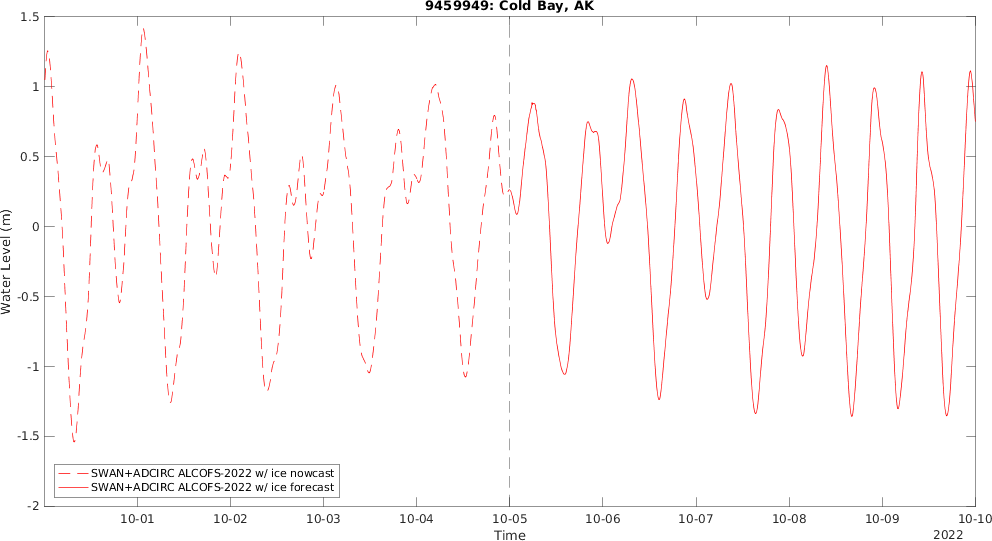 9459949: Cold Bay, AK
1.5
1
0.5
0
-0.5
-1
-1.5
-2
Water Level (m)
SWAN+ADCIRC ALCOFS-2022 w/ ice nowcast
SWAN+ADCIRC ALCOFS-2022 w/ ice forecast
10-01 10-02 10-03 10-04 10-05 10-06 10-07 10-08 10-09 10-10
Time
2022